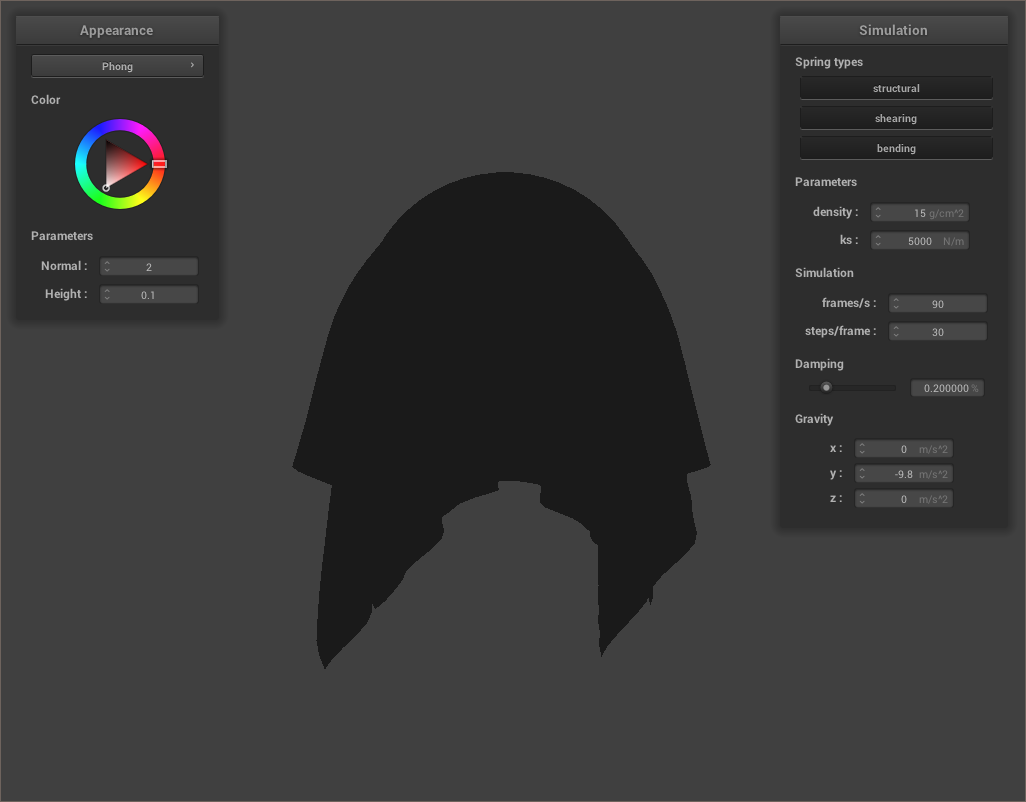 Appearance
Phong
Color
Parameters
Normal : 2
Height : 0.1
Simulation
Spring types
structural
shearing
bending
Parameters
density : 15 g/cm^2
ks : 5000 N/m
Simulation
frames/s : 90
steps/frame : 30
Damping
0.200000 %
Gravity
x : 0 m/s^2
y : -9.8 m/s^2
z : 0 m/s^2